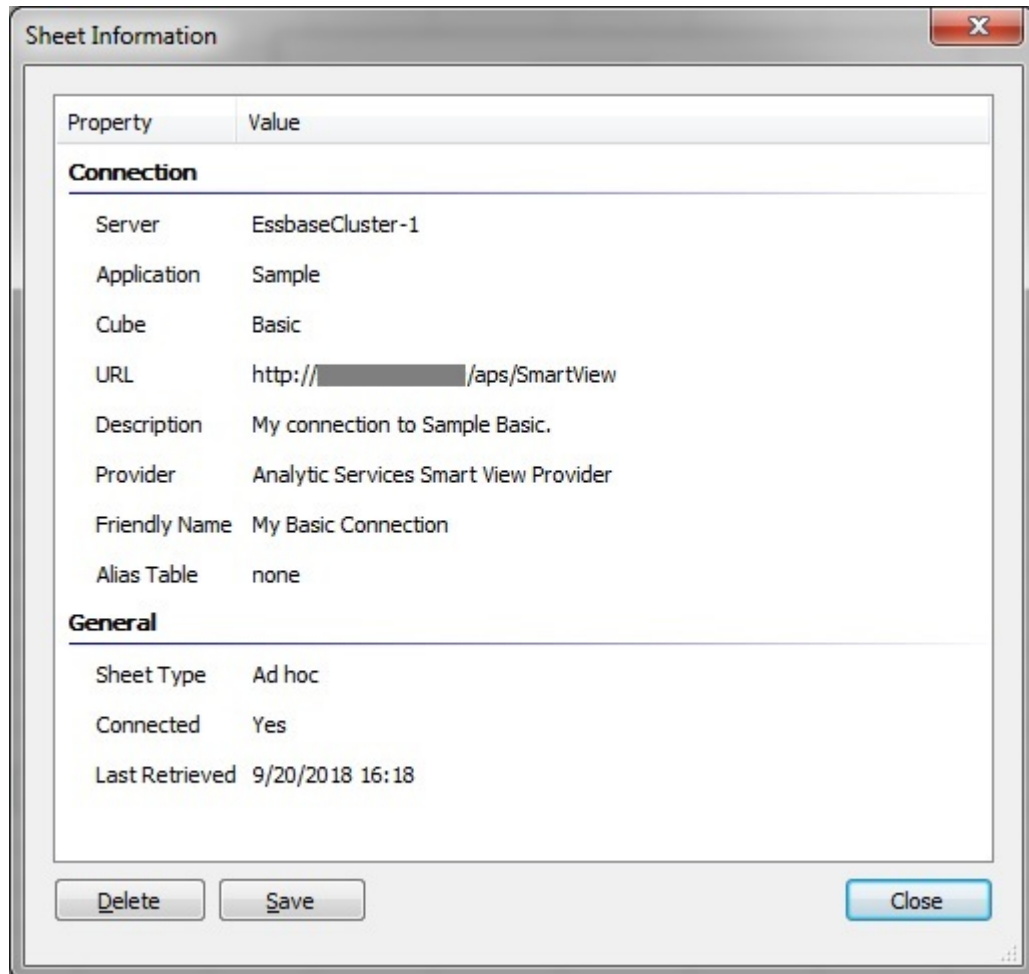 Sheet Information
Property Value
Connection
Server EssbaseCluster-1
Application Sample
Cube Basic
URL http:// /aps/SmartView
Description My connection to Sample Basic.
Provider Analytic Services Smart View Provider
Friendly Name My Basic Connection
Alias Table none
General
Sheet Type Ad hoc
Connected Yes
Last Retrieved 9/20/2018 16:18
Delete Save Close